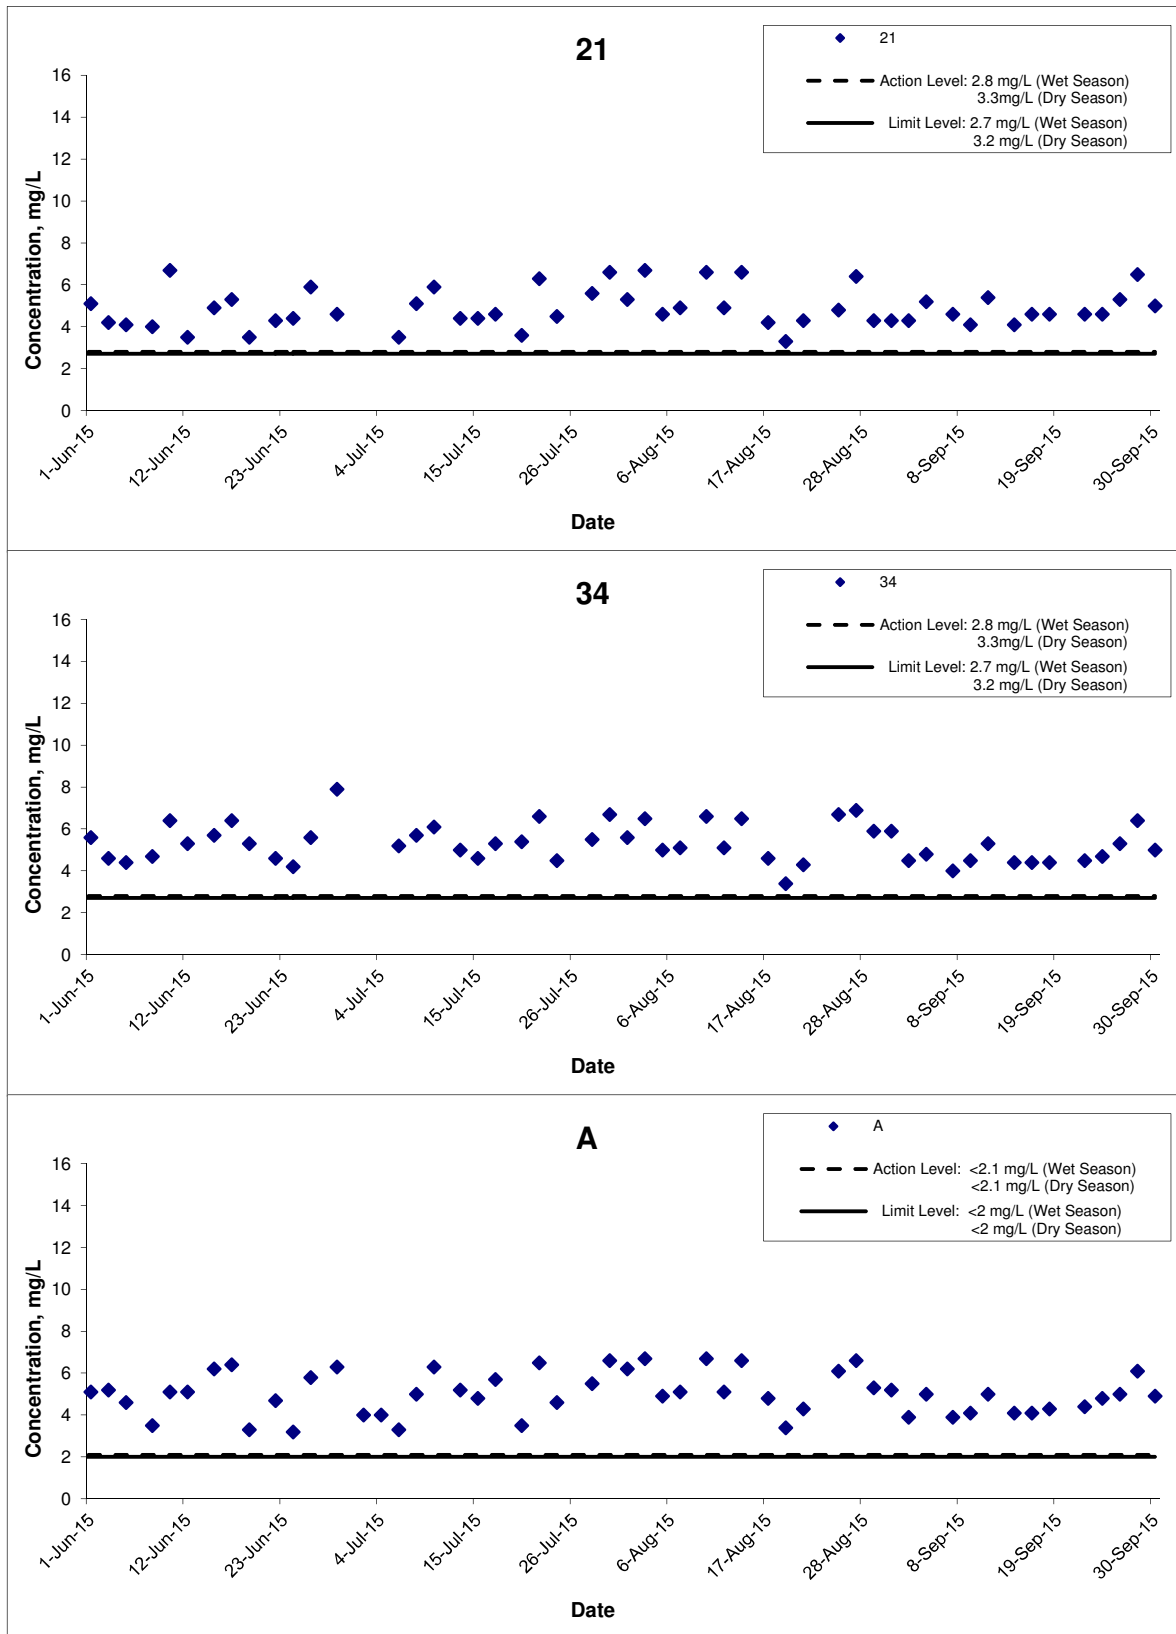 21
21
Action Level: 2.8 mg/L (Wet Season)
3.3mg/L (Dry Season)
Limit Level: 2.7 mg/L (Wet Season)
3.2 mg/L (Dry Season)
Concentration, mg/L
16
14
12
10
8
6
4
2
0
1-Jun-15
12-Jun-15
23-Jun-15
4-Jul-15
15-Jul-15
26-Jul-15
6-Aug-15
17-Aug-15
28-Aug-15
8-Sep-15
19-Sep-15
30-Sep-15
Date
34
34
Action Level: 2.8 mg/L (Wet Season)
3.3mg/L (Dry Season)
Limit Level: 2.7 mg/L (Wet Season)
3.2 mg/L (Dry Season)
Concentration, mg/L
16
14
12
10
8
6
4
2
0
1-Jun-15
12-Jun-15
23-Jun-15
4-Jul-15
15-Jul-15
26-Jul-15
6-Aug-15
17-Aug-15
28-Aug-15
8-Sep-15
19-Sep-15
30-Sep-15
Date
A
A
Action Level: <2.1 mg/L (Wet Season)
<2.1 mg/L (Dry Season)
Limit Level: <2 mg/L (Wet Season)
<2 mg/L (Dry Season)
Concentration, mg/L
16
14
12
10
8
6
4
2
0
1-Jun-15
12-Jun-15
23-Jun-15
4-Jul-15
15-Jul-15
26-Jul-15
6-Aug-15
17-Aug-15
28-Aug-15
8-Sep-15
19-Sep-15
30-Sep-15
Date